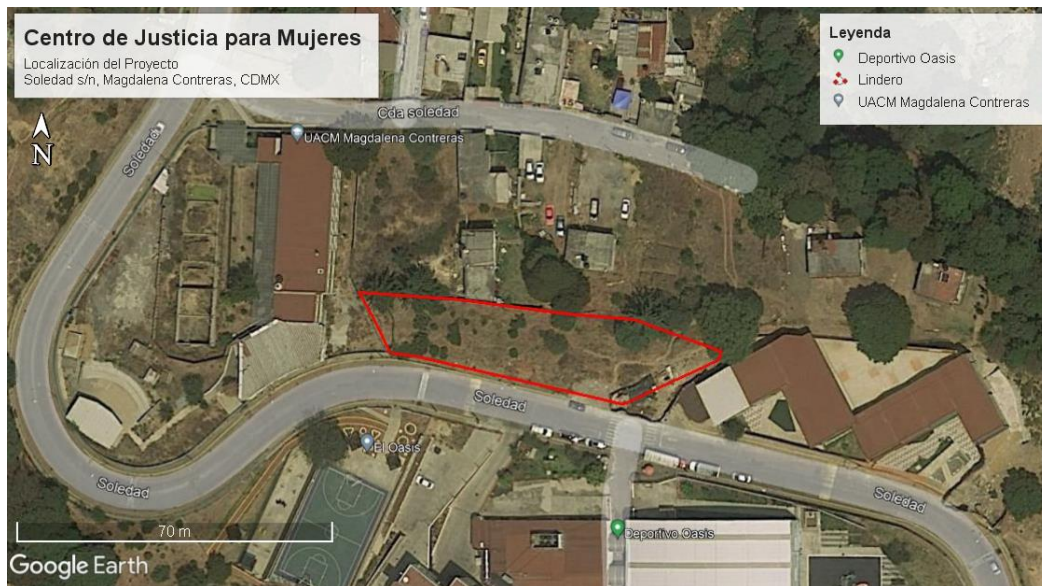 Centro de Justicia para Mujeres
Localización del Proyecto
Soledad s/n, Magdalena Contreras, CDMX
Leyenda
Deportivo Oasis
Lindero
UACM Magdalena Contreras
N
Cda soledad
UACM Magdalena Contreras
Soledad
Soledad
El Oasis
Soledad
Soledad
70 m
Deportivo Oasis
Google Earth